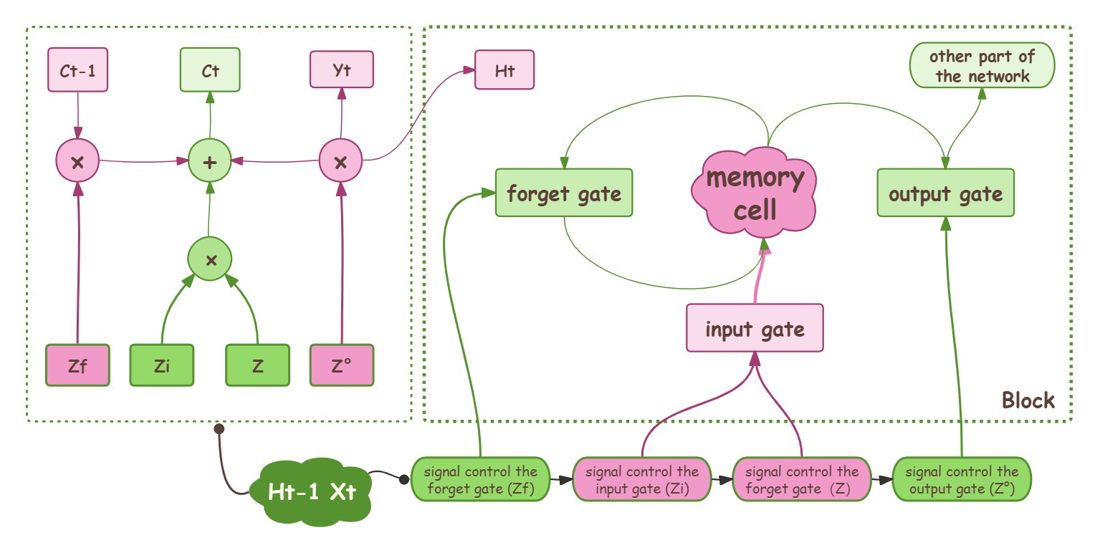 Ct-1
Ct
Yt
Ht
other part of
the network
x
+
x
x
forget gate
memory
cell
output gate
input gate
Zf
Zi
Z
Z°
Block
Ht-1 Xt
signal control the
forget gate (Zf)
signal control the
input gate (Zi)
signal control the
forget gate (Z)
signal control the
output gate (Z°)